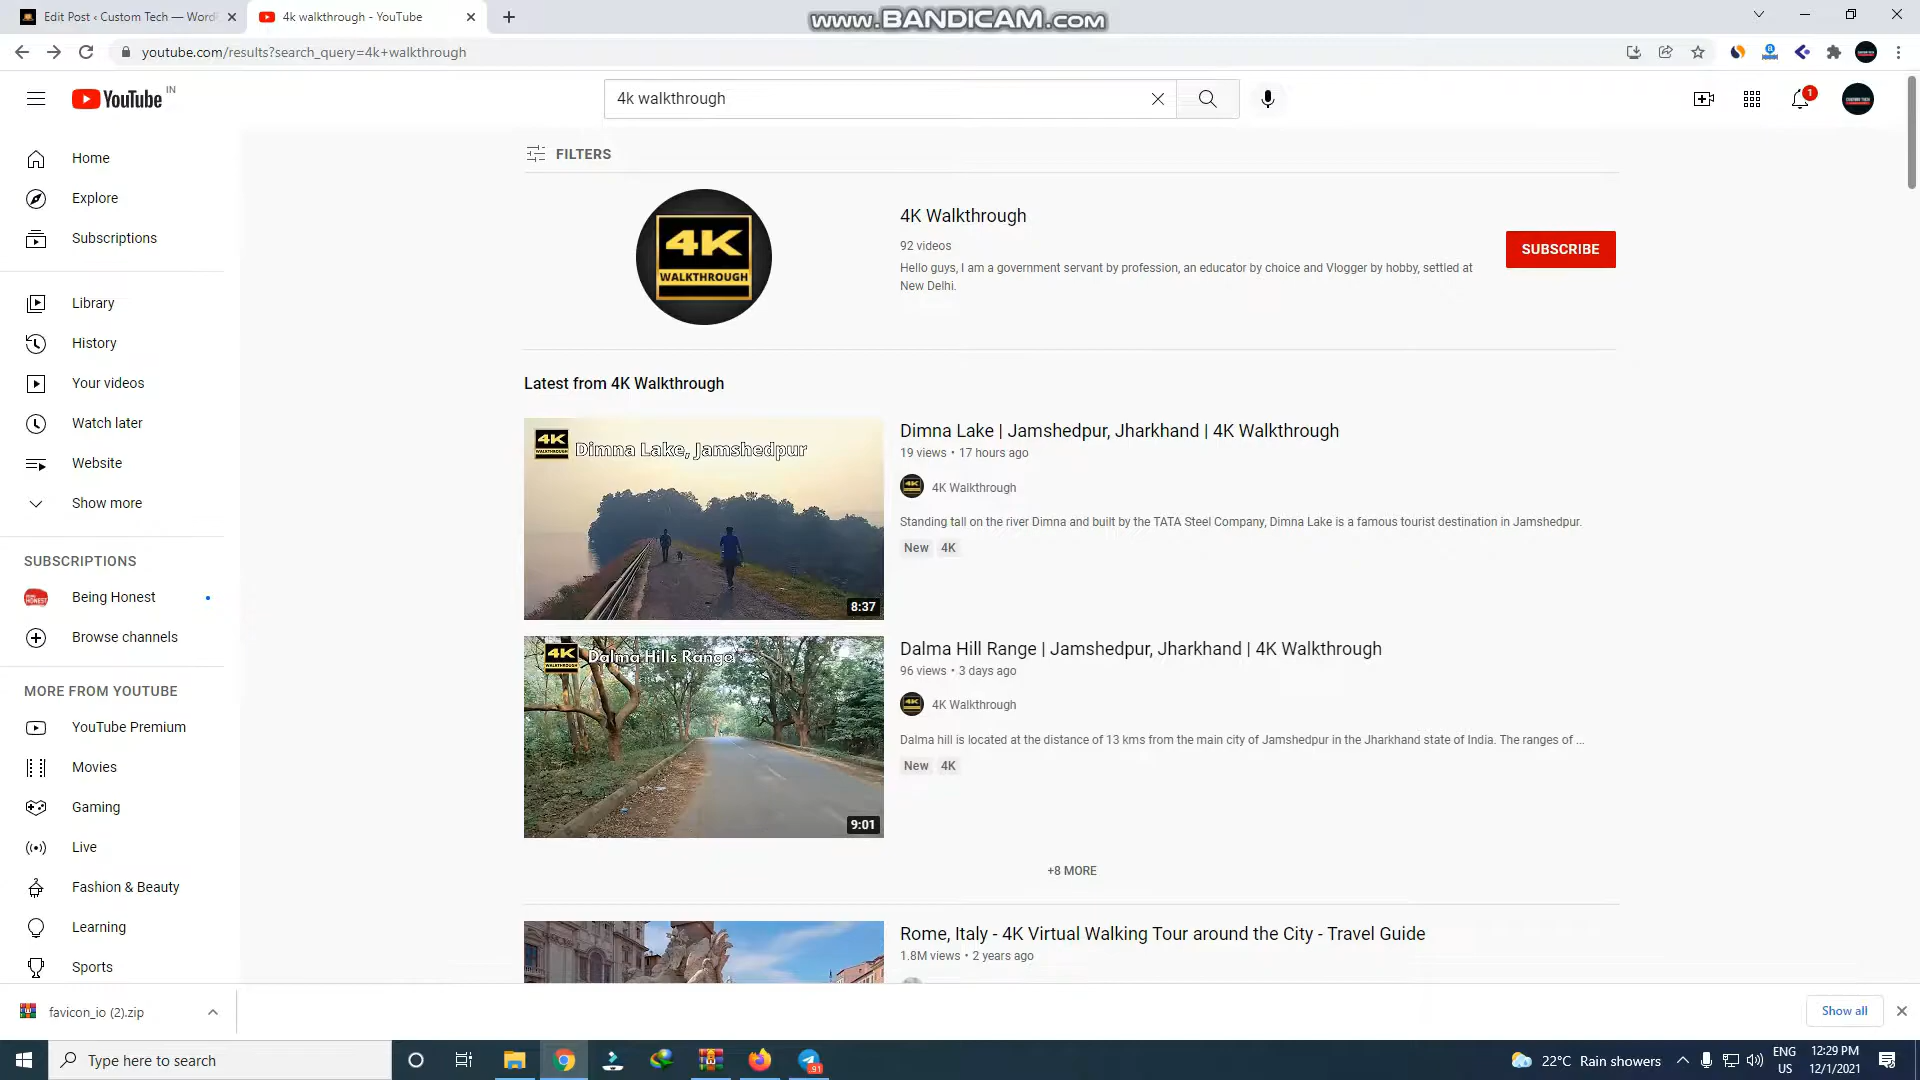 www.BANDICAM.com
Edit Post ‹ Custom Tech — Word
4k walkthrough - YouTube
youtube.com/results?search_query=4k+walkthrough
YouTube IN
4k walkthrough
1
Home
Explore
Subscriptions
Library
History
Your videos
Watch later
Website
Show more
SUBSCRIPTIONS
Being Honest
Browse channels
MORE FROM YOUTUBE
YouTube Premium
Movies
Gaming
Live
Fashion & Beauty
Learning
Sports
FILTERS
4K
WALKTHROUGH
4K Walkthrough
92 videos
Hello guys, I am a government servant by profession, an educator by choice and Vlogger by hobby, settled at
New Delhi.
SUBSCRIBE
Latest from 4K Walkthrough
4K
WALKTHROUGH
Dimna Lake, Jamshedpur
8:37
Dimna Lake | Jamshedpur, Jharkhand | 4K Walkthrough
19 views • 17 hours ago
4K Walkthrough
Standing tall on the river Dimna and built by the TATA Steel Company, Dimna Lake is a famous tourist destination in Jamshedpur.
New 4K
4K
WALKTHROUGH
Dalma Hills Range
9:01
Dalma Hill Range | Jamshedpur, Jharkhand | 4K Walkthrough
96 views • 3 days ago
4K Walkthrough
Dalma hill is located at the distance of 13 kms from the main city of Jamshedpur in the Jharkhand state of India. The ranges of ...
New 4K
+8 MORE
Rome, Italy - 4K Virtual Walking Tour around the City - Travel Guide
1.8M views • 2 years ago
favicon_io (2).zip
Show all
Type here to search
91
22°C Rain showers
ENG
US
12:29 PM
12/1/2021